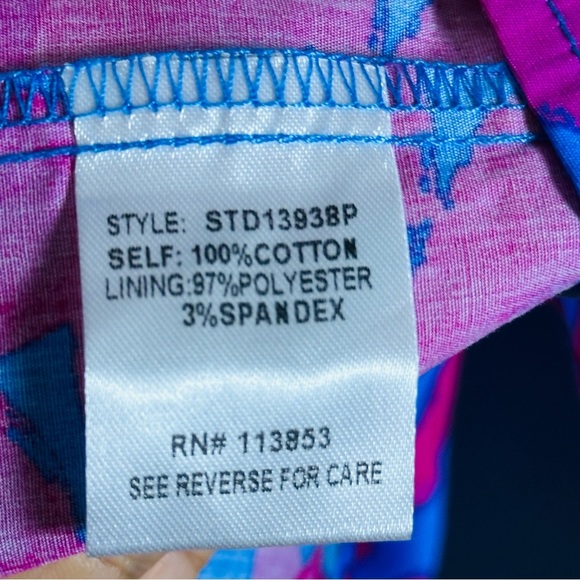 STYLE: STD13938P
SELF: 100%COTTON
LINING:97%POLYESTER
3%SPANDEX
RN# 113853
SEE REVERSE FOR CARE